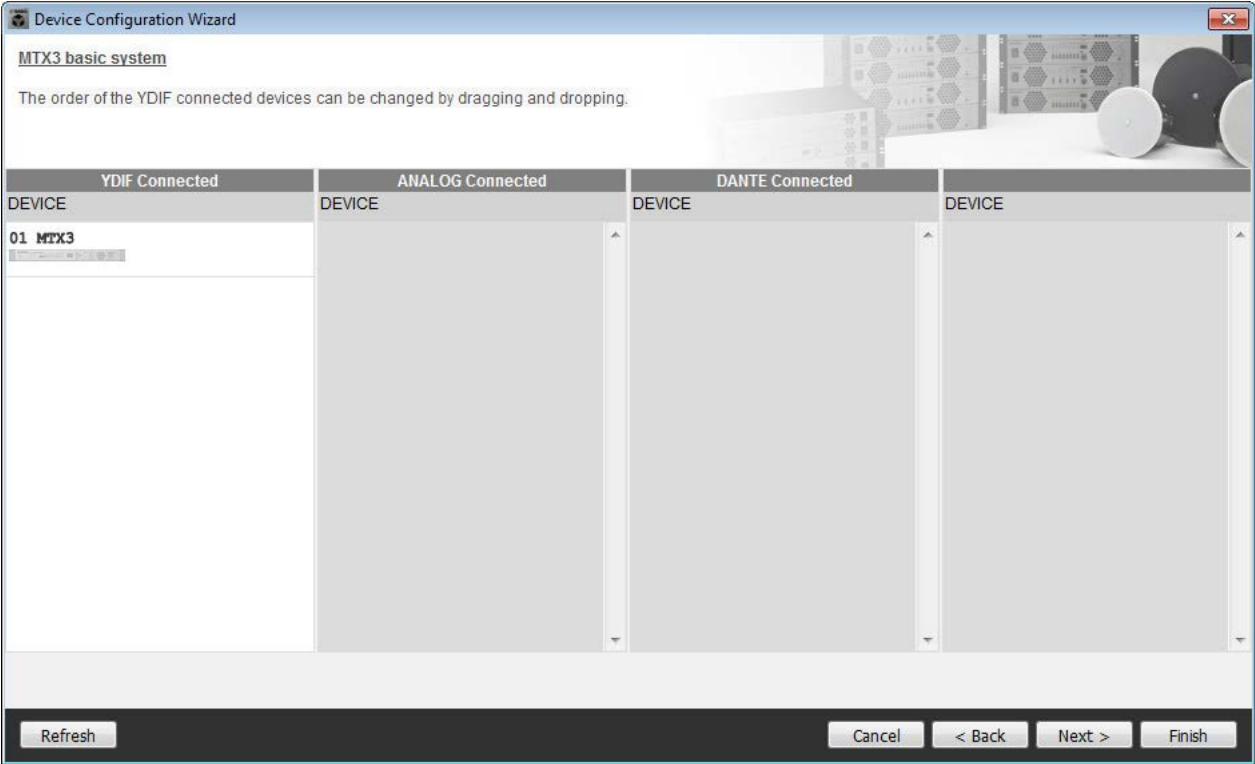 Device Configuration Wizard
MTX3 basic system
The order of the YDIF connected devices can be changed by dragging and dropping.
YDIF Connected
ANALOG Connected
DANTE Connected
DEVICE
DEVICE
DEVICE
DEVICE
01 MTX3
Refresh
Cancel
< Back
Next >
Finish